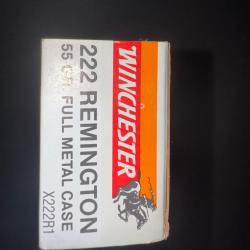 WINCHESTER
222 REMINGTON
55 GR. FULL METAL CASE
X222R1